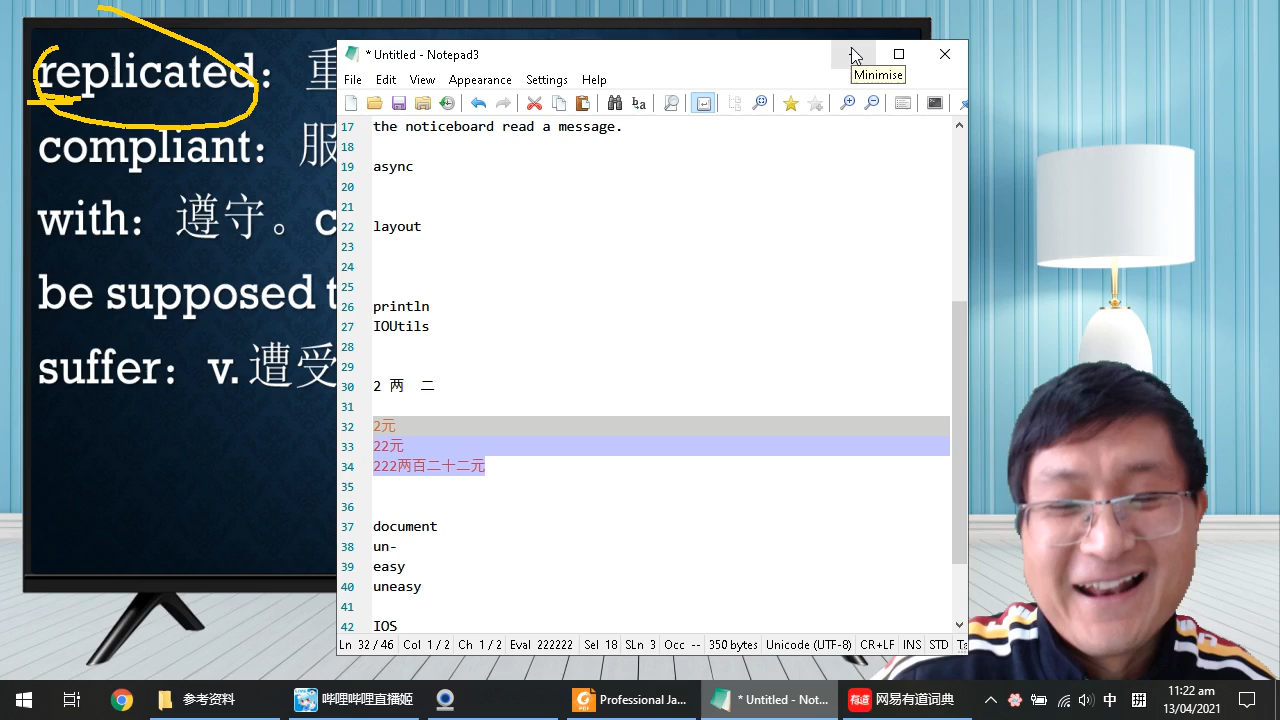 replicated： 重
compliant： 服
with： 遵守。c
be supposed t
suffer： v. 遭受
* Untitled - Notepad3
Minimise
File Edit View Appearance Settings Help
17 the noticeboard read a message.
18
19 async
20
21
22 layout
23
24
25
26 println
27 IOUtils
28
29
30 2 两 二
31
32 2元
33 22元
34 222两百二十二元
35
36
37 document
38 un-
39 easy
40 uneasy
41
42 IOS
Ln 32 / 46 Col 1 / 2 Ch 1 / 2 Eval 222222 Sel 18 SLn 3 Occ -- 350 bytes Unicode (UTF-8) CR+LF INS STD
参考资料 哔哩哔哩直播姬 Professional Ja... * Untitled - Not... 网易有道词典 中 拼 11:22 am
13/04/2021